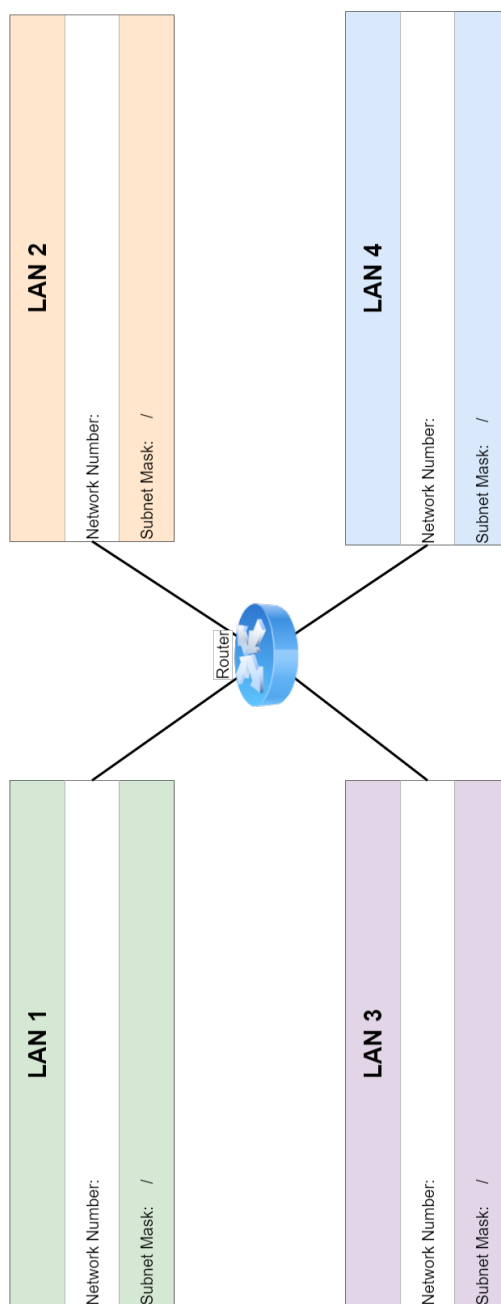 LAN 1
Network Number:
Subnet Mask: /
LAN 2
Network Number:
Subnet Mask: /
Router
LAN 3
Network Number:
Subnet Mask: /
LAN 4
Network Number:
Subnet Mask: /